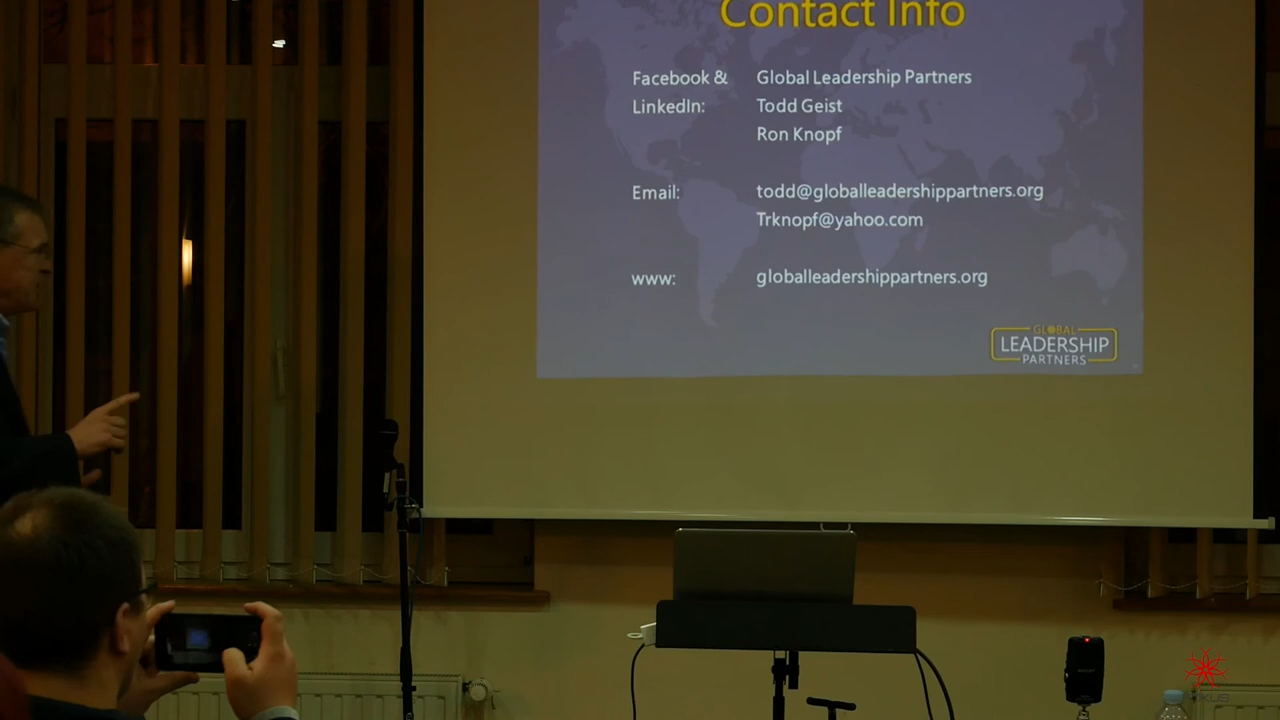 Contact Info
Facebook & Global Leadership Partners
LinkedIn: Todd Geist
Ron Knopf
Email: todd@globalleadershippartners.org
Trknopf@yahoo.com
www: globalleadershippartners.org
GLOBAL
LEADERSHIP
PARTNERS